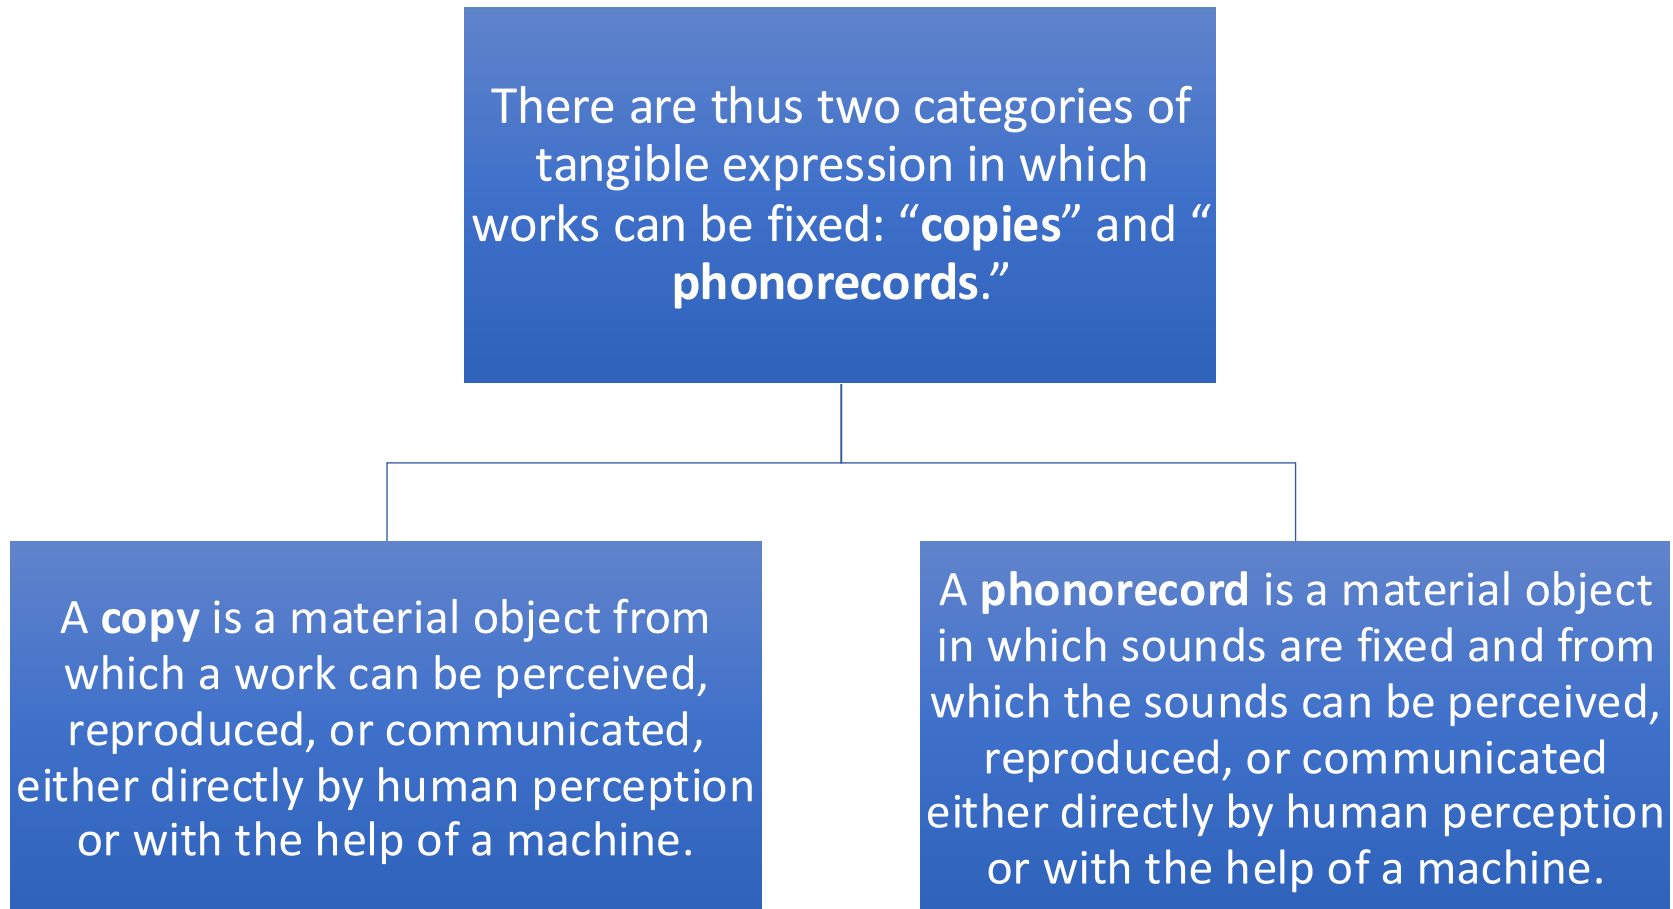 There are thus two categories of
tangible expression in which
works can be fixed: “copies” and “
phonorecords.”
A copy is a material object from
which a work can be perceived,
reproduced, or communicated,
either directly by human perception
or with the help of a machine.
A phonorecord is a material object
in which sounds are fixed and from
which the sounds can be perceived,
reproduced, or communicated
either directly by human perception
or with the help of a machine.